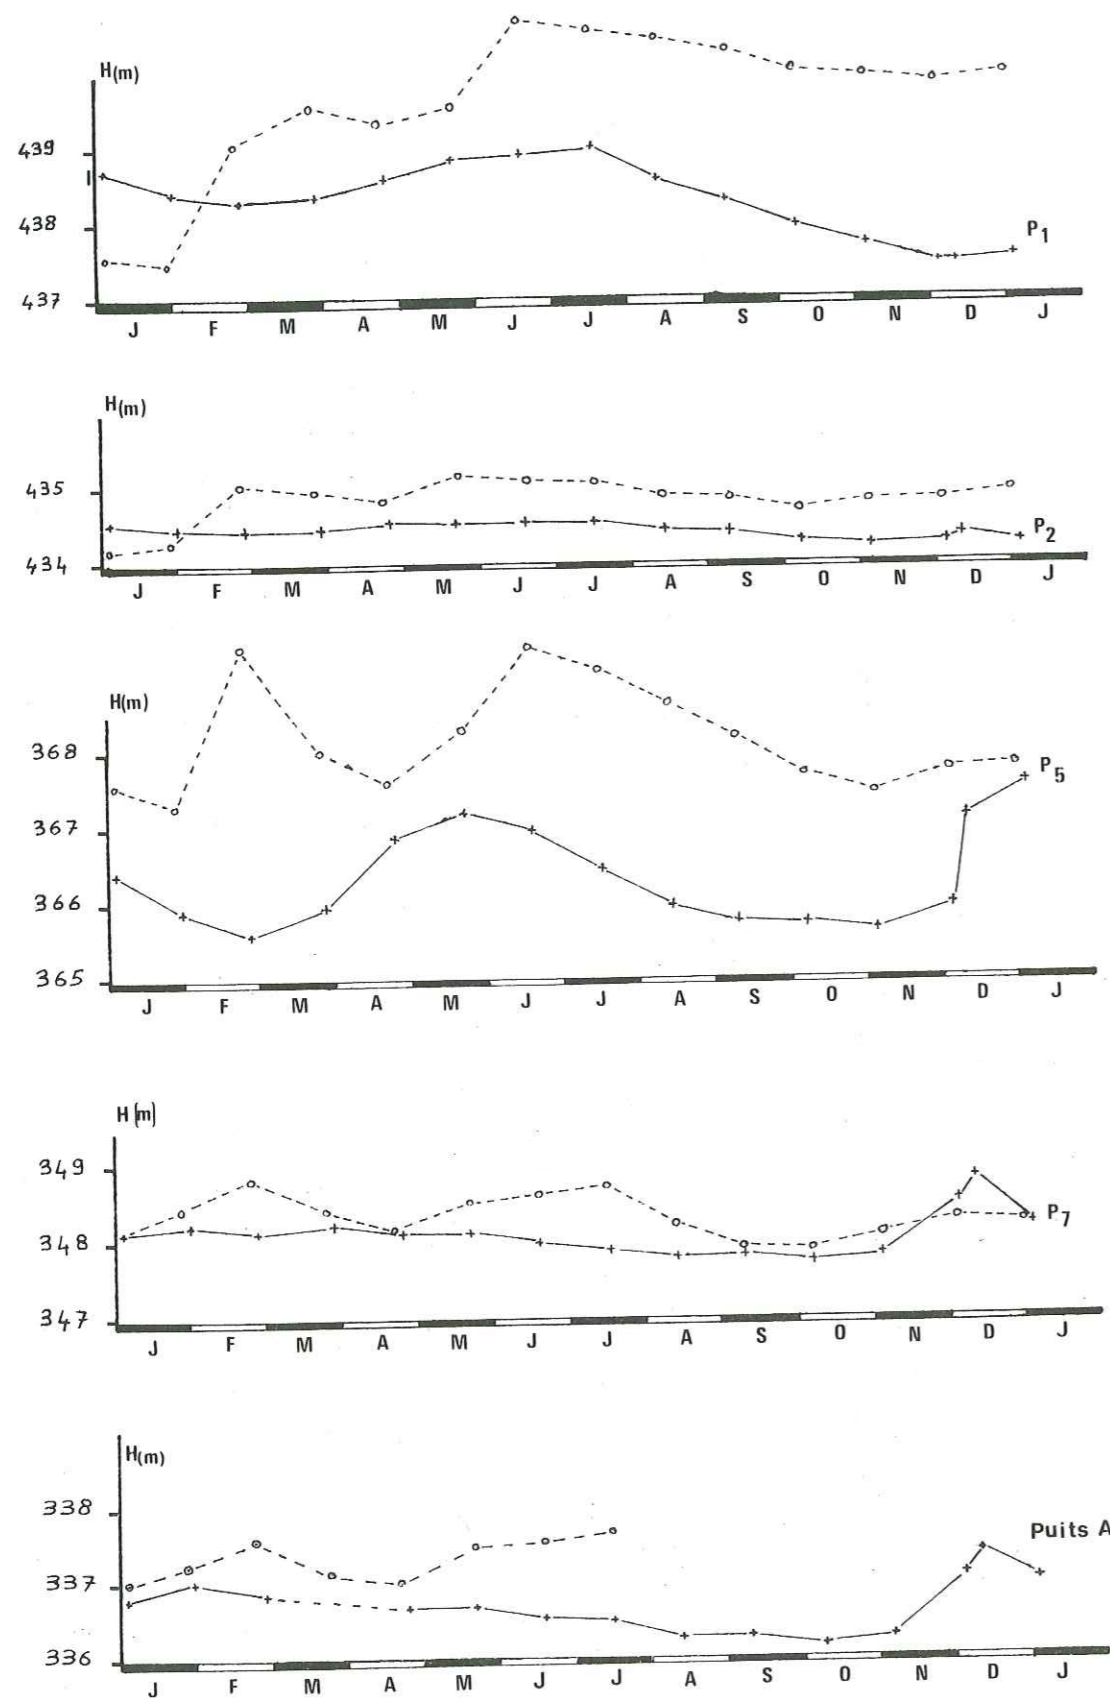 H(m)
439
438
437
P1
J F M A M J J A S O N D J
H(m)
435
434
P2
J F M A M J J A S O N D J
H(m)
368
367
366
365
P5
J F M A M J J A S O N D J
H (m)
349
348
347
P7
J F M A M J J A S O N D J
H(m)
338
337
336
Puits A
J F M A M J J A S O N D J